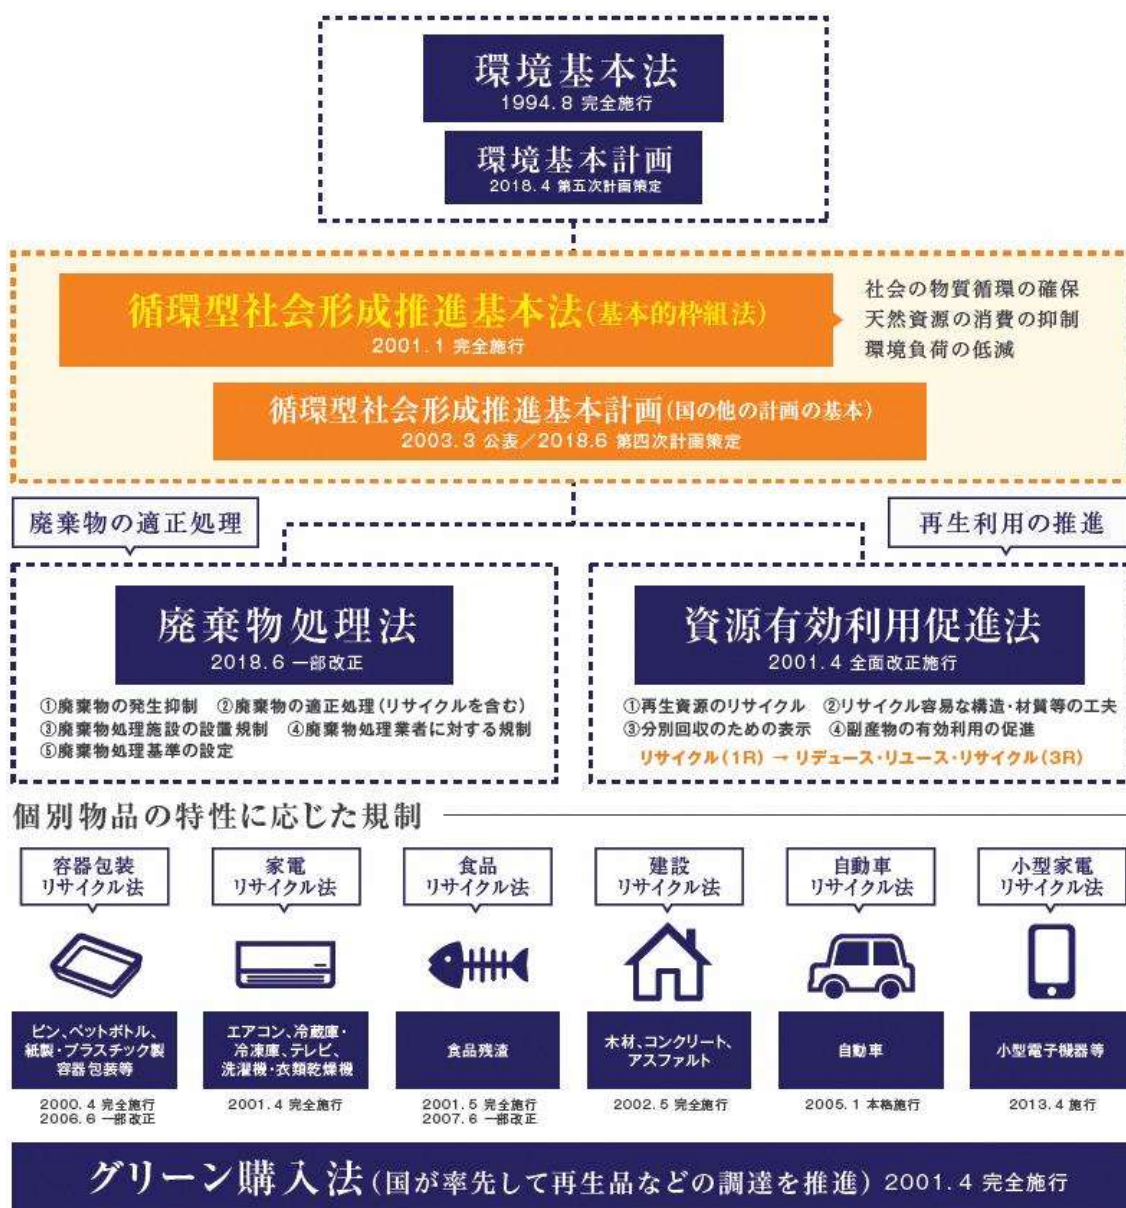 環境基本法
1994.8 完全施行
環境基本計画
2018.4 第五次計画策定
循環型社会形成推進基本法(基本的枠組法)
2001.1 完全施行
社会の物質循環の確保
天然資源の消費の抑制
環境負荷の低減
循環型社会形成推進基本計画(国の他の計画の基本)
2003.3 公表/2018.6 第四次計画策定
廃棄物の適正処理
再生利用の推進
廃棄物処理法
2018.6 一部改正
①廃棄物の発生抑制 ②廃棄物の適正処理(リサイクルを含む)
③廃棄物処理施設の設置規制 ④廃棄物処理業者に対する規制
⑤廃棄物処理基準の設定
資源有効利用促進法
2001.4 全面改正施行
①再生資源のリサイクル ②リサイクル容易な構造・材質等の工夫
③分別回収のための表示 ④副産物の有効利用の促進
リサイクル(1R) → リデュース・リユース・リサイクル(3R)
個別物品の特性に応じた規制
容器包装
リサイクル法
家電
リサイクル法
食品
リサイクル法
建設
リサイクル法
自動車
リサイクル法
小型家電
リサイクル法
ビン、ペットボトル、
紙製・プラスチック製
容器包装等
エアコン、冷蔵庫・
冷凍庫、テレビ、
洗濯機・衣類乾燥機
食品残渣
木材、コンクリート、
アスファルト
自動車
小型電子機器等
2000.4 完全施行
2006.6 一部改正
2001.4 完全施行
2001.5 完全施行
2007.6 一部改正
2002.5 完全施行
2005.1 本格施行
2013.4 施行
グリーン購入法(国が率先して再生品などの調達を推進) 2001.4 完全施行